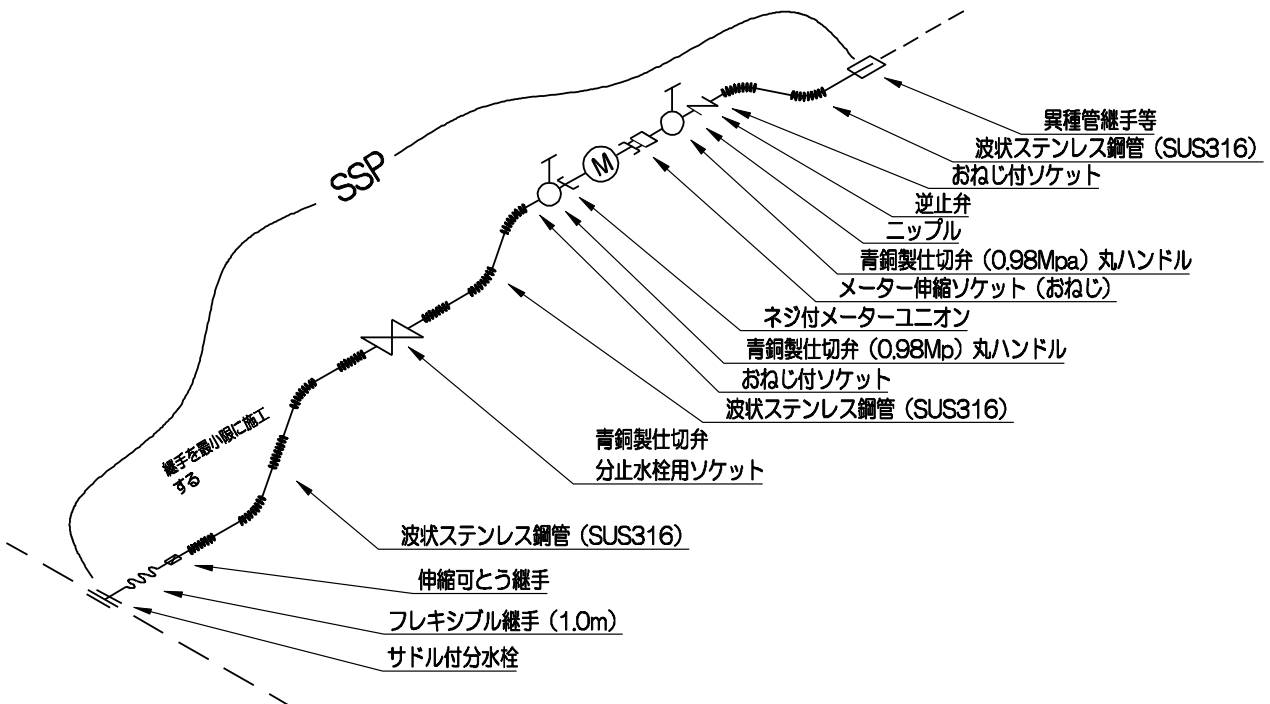 SSP
異種管継手等
波状ステンレス鋼管（SUS316）
おねじ付ソケット
逆止弁
ニップル
青銅製仕切弁（0.98Mpa）丸ハンドル
メーター伸縮ソケット（おねじ）
ネジ付メーターユニオン
M
青銅製仕切弁（0.98Mp）丸ハンドル
おねじ付ソケット
波状ステンレス鋼管（SUS316）
青銅製仕切弁
分止水栓用ソケット
継手を最小限に施工
する
波状ステンレス鋼管（SUS316）
伸縮可とう継手
フレキシブル継手（1.0m）
サドル付分水栓